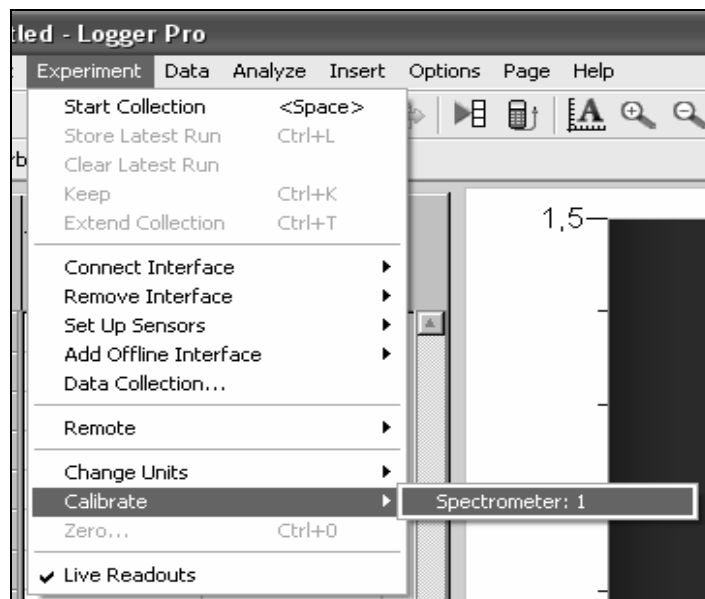 tled - Logger Pro
Experiment Data Analyze Insert Options Page Help
Start Collection <Space>
Store Latest Run Ctrl+L
Clear Latest Run
Keep Ctrl+K
Extend Collection Ctrl+T
Connect Interface
Remove Interface
Set Up Sensors
Add Offline Interface
Data Collection...
Remote
Change Units
Calibrate
Spectrometer: 1
Zero... Ctrl+0
Live Readouts
1,5